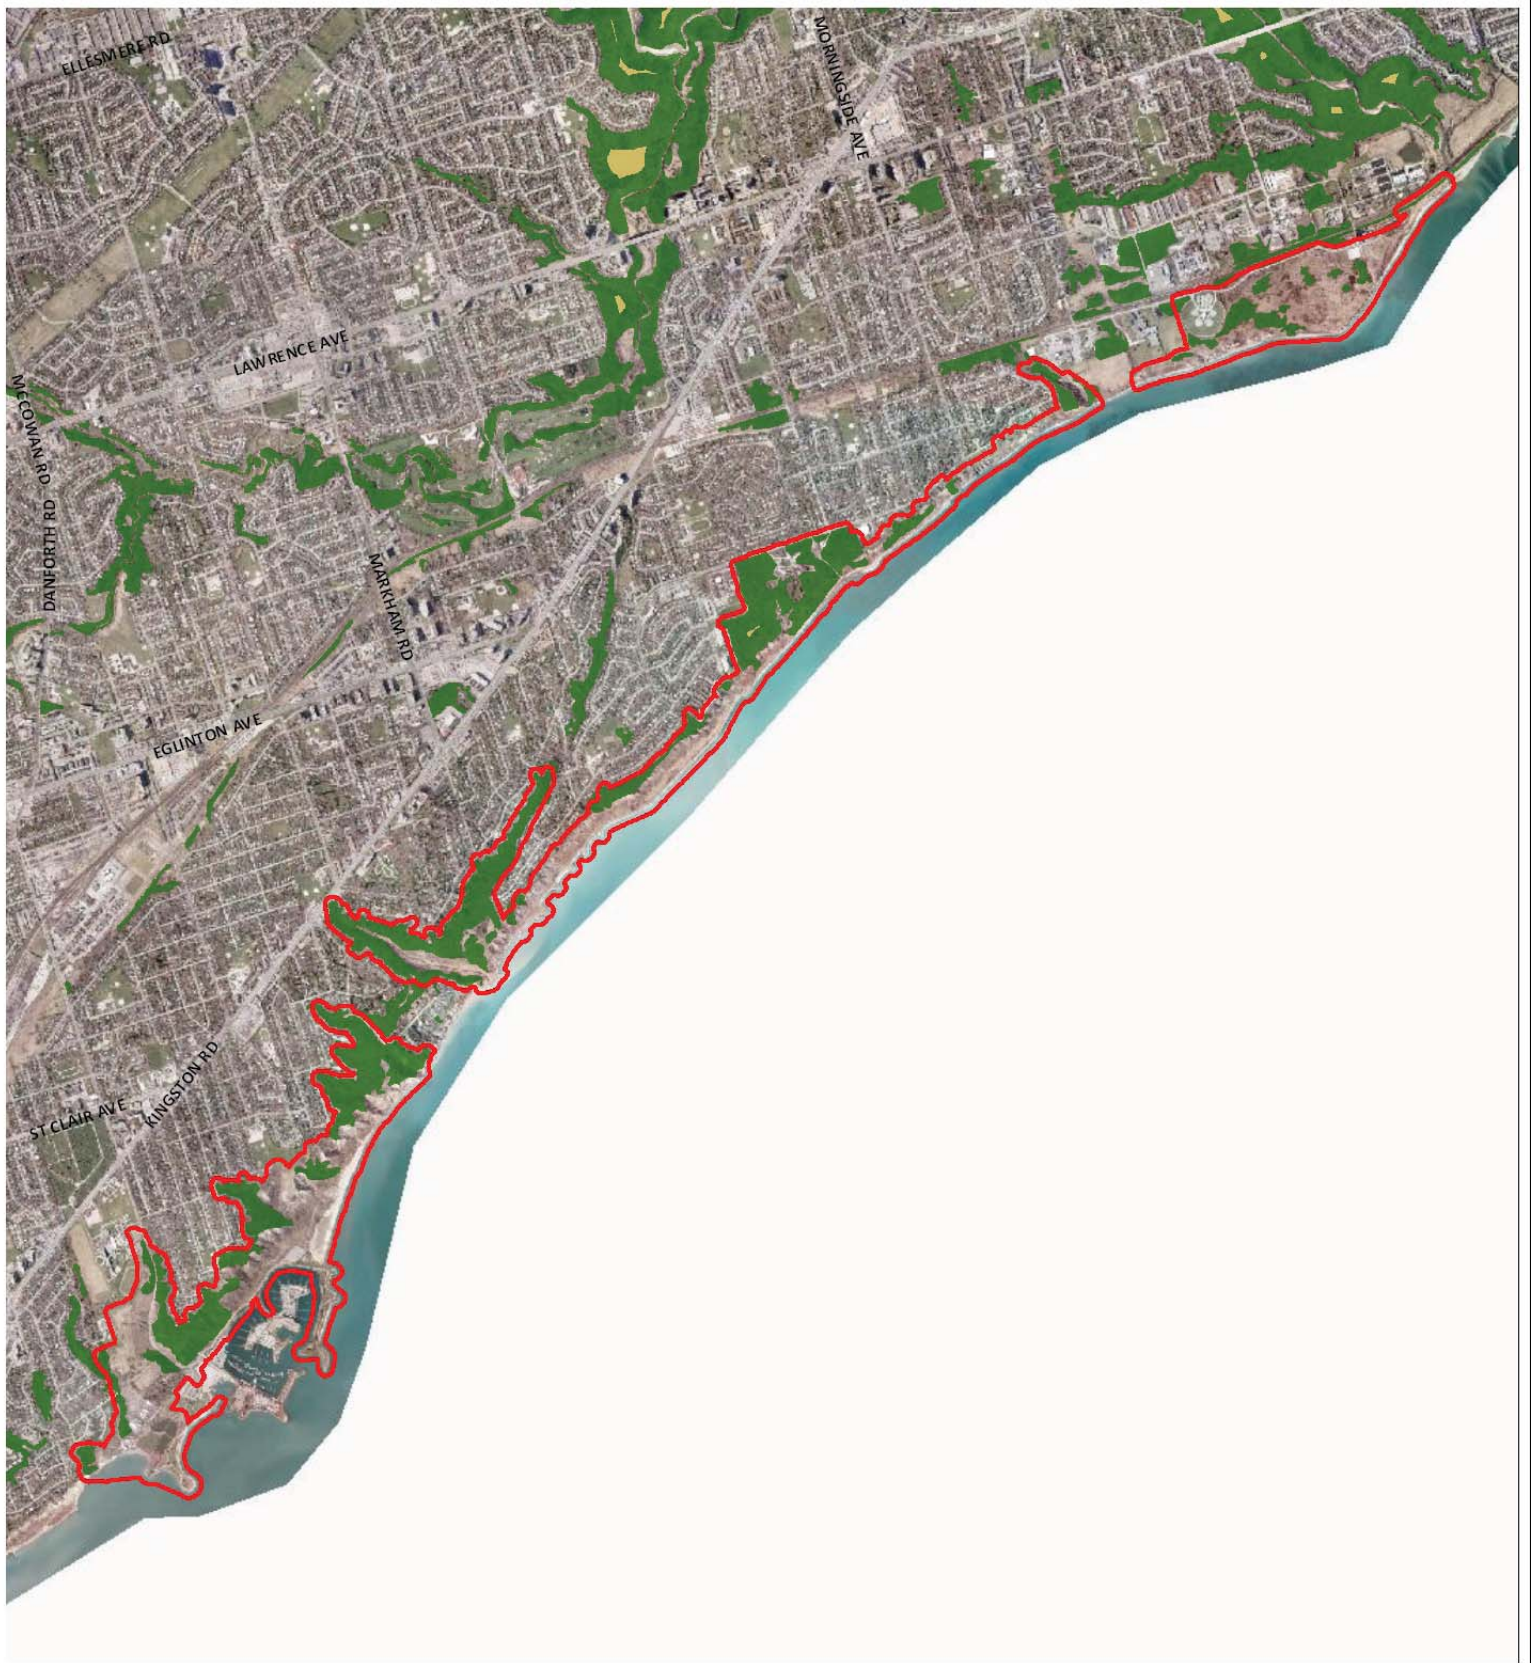 ELLESMERE RD
MORNINGSIDE AVE
LAWRENCE AVE
MCCOWAN RD
DANFORTH RD
MARKHAM RD
EGLINTON AVE
KINGSTON RD
ST CLAIR AVE